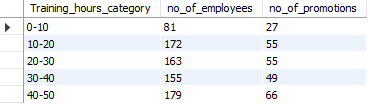 Training_hours_category no_of_employees no_of_promotions
0-10 81 27
10-20 172 55
20-30 163 55
30-40 155 49
40-50 179 66